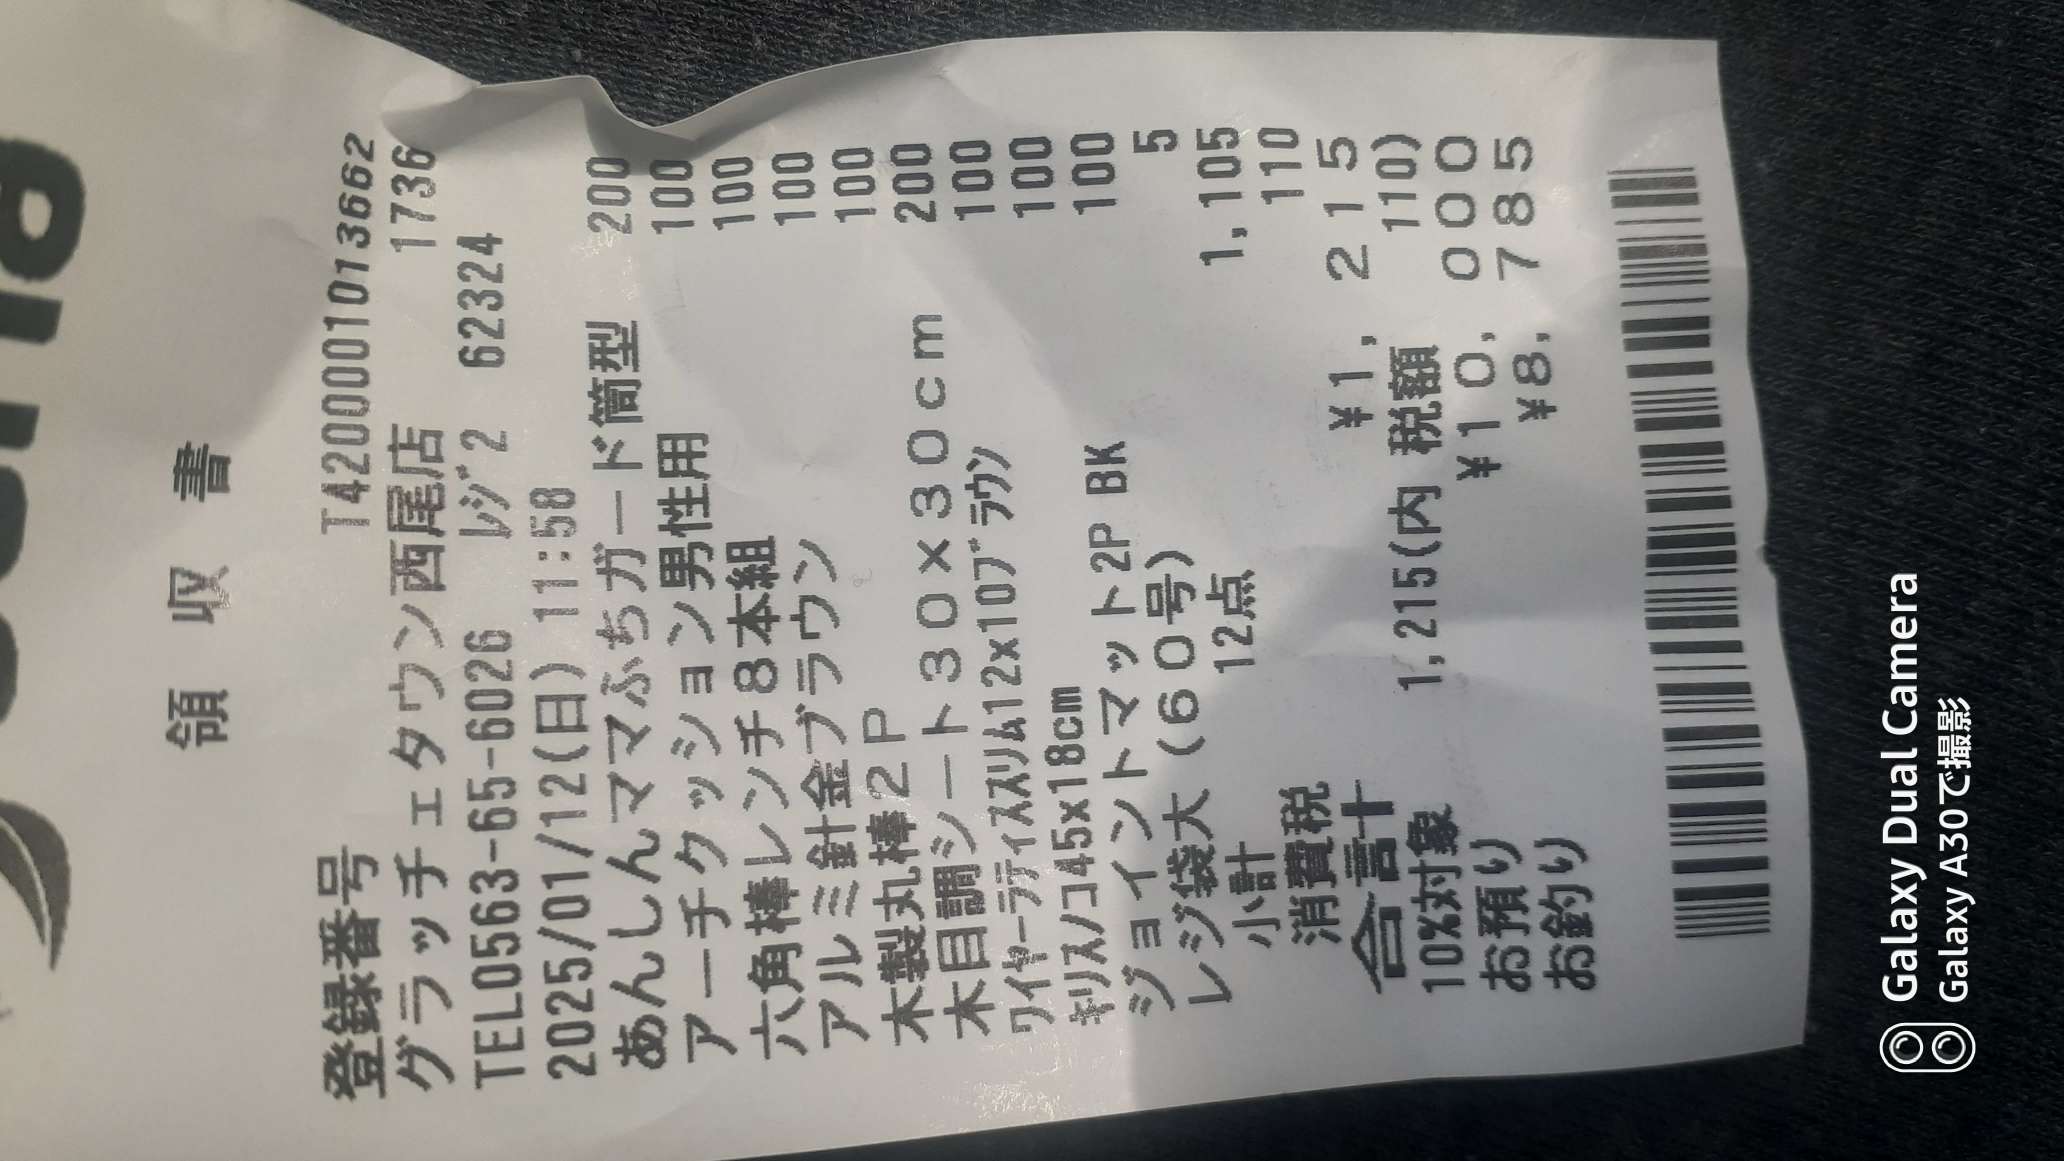 領 収 書
登録番号 T4200001013662
グラッチェタウン西尾店 1736
TEL0563-65-6026 ﾚｼﾞ2 62324
2025/01/12(日) 11:58
あんしんママふちガード筒型 200
アーチクッション男性用 100
六角棒レンチ8本組 100
アルミ針金ブラウン 100
木製丸棒2P 100
木目調シート30×30cm 200
ﾜｲﾔｰﾗﾃｨｽｽﾘﾑ12x10ﾌﾞﾗｳﾝ 100
ｷﾘｽﾉｺ45x18cm 100
ジョイントマット2P BK 100
レジ袋大(60号) 5
小計 12点 1,105
消費税 110
合計 ¥1,215
10%対象 1,215(内 税額 110)
お預り ¥10,000
お釣り ¥8,785
Galaxy Dual Camera
Galaxy A30で撮影